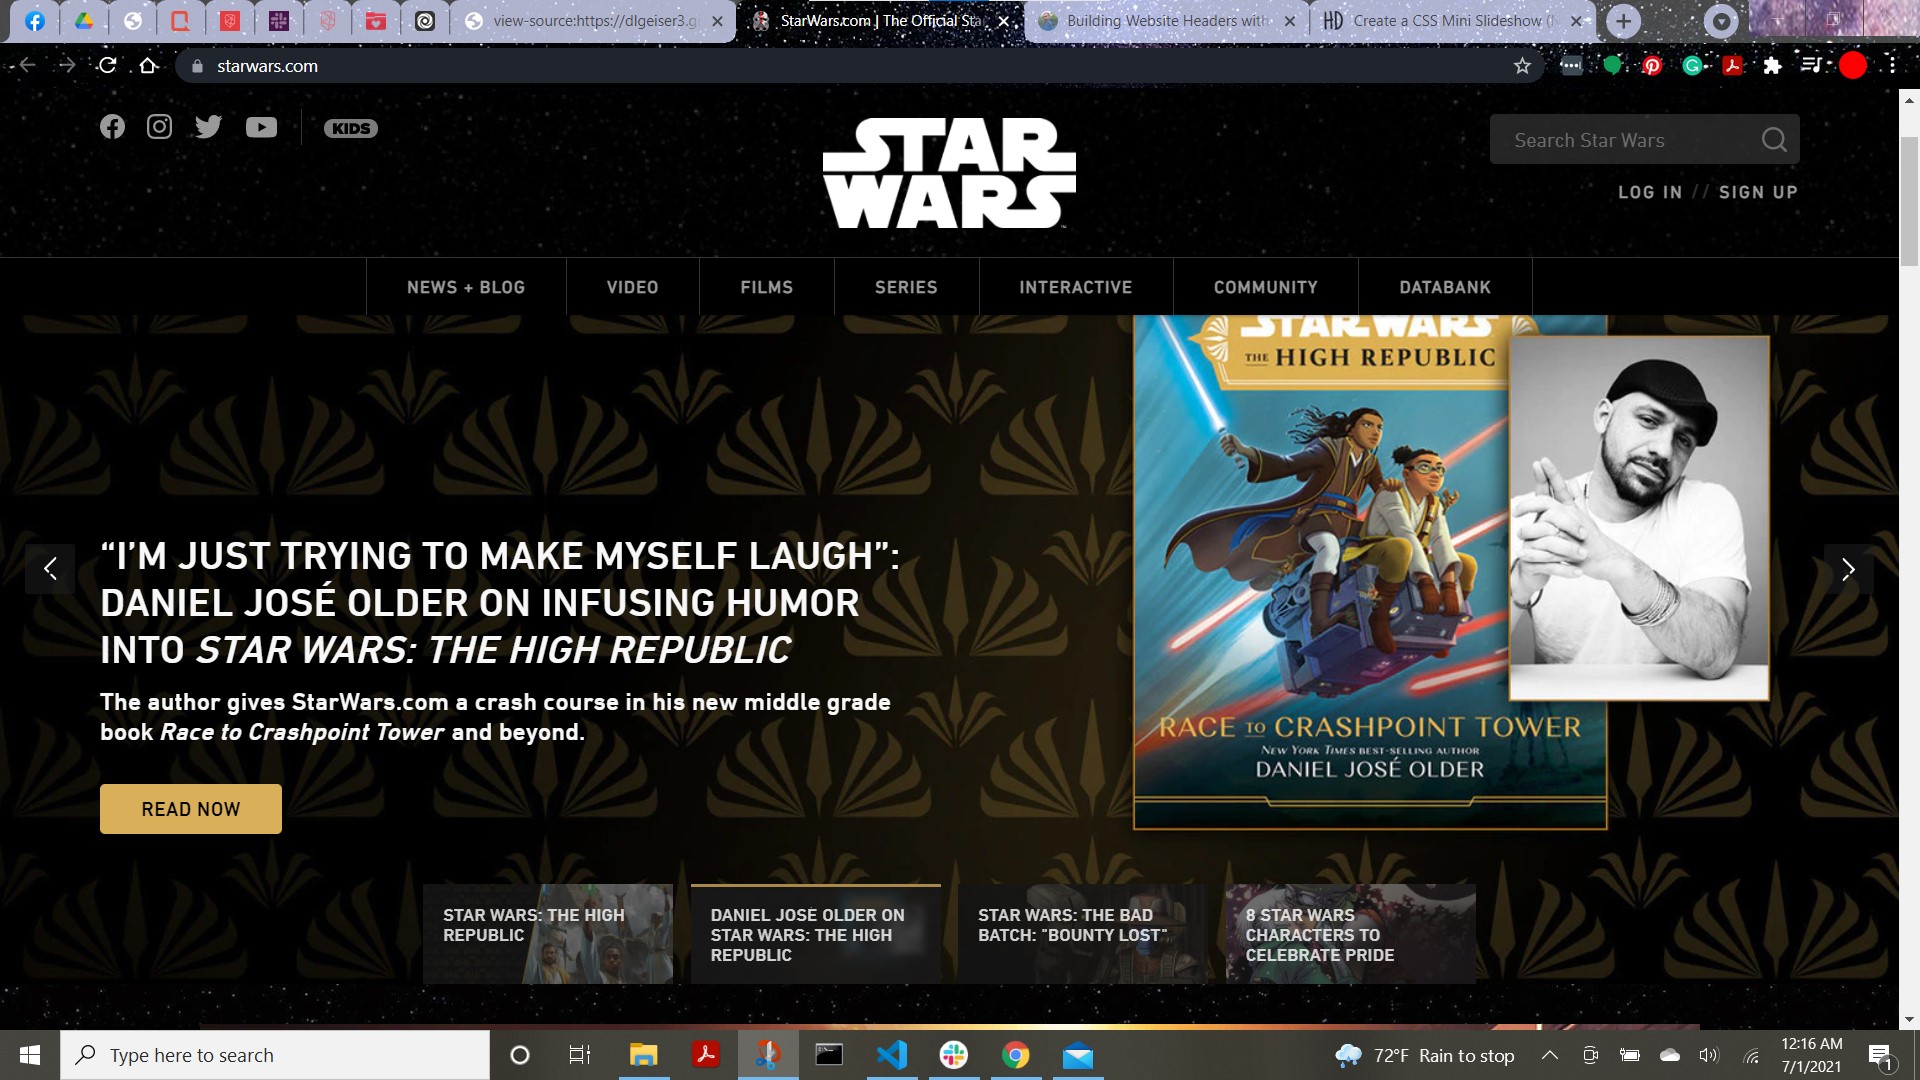 view-source:https://dlgeiser3.g
StarWars.com | The Official Sta
Building Website Headers with
HD Create a CSS Mini Slideshow (
starwars.com
KIDS
STAR
WARS
Search Star Wars
LOG IN // SIGN UP
NEWS + BLOG
VIDEO
FILMS
SERIES
INTERACTIVE
COMMUNITY
DATABANK
STAR WARS
THE HIGH REPUBLIC
“I’M JUST TRYING TO MAKE MYSELF LAUGH”:
DANIEL JOSÉ OLDER ON INFUSING HUMOR
INTO STAR WARS: THE HIGH REPUBLIC
The author gives StarWars.com a crash course in his new middle grade
book Race to Crashpoint Tower and beyond.
READ NOW
RACE TO CRASHPOINT TOWER
NEW YORK TIMES BEST-SELLING AUTHOR
DANIEL JOSÉ OLDER
STAR WARS: THE HIGH
REPUBLIC
DANIEL JOSÉ OLDER ON
STAR WARS: THE HIGH
REPUBLIC
STAR WARS: THE BAD
BATCH: "BOUNTY LOST"
8 STAR WARS
CHARACTERS TO
CELEBRATE PRIDE
Type here to search
72°F Rain to stop
12:16 AM
7/1/2021
1